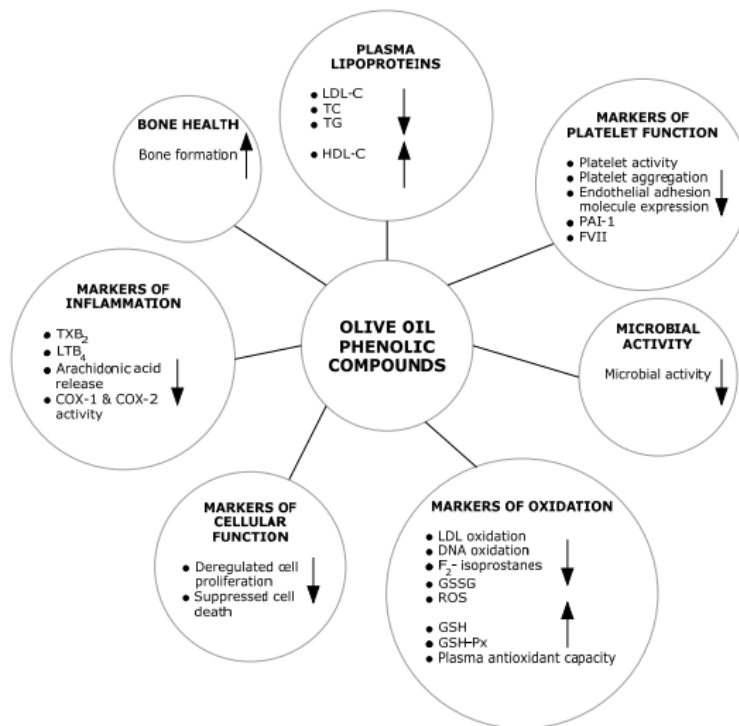 PLASMA
LIPOPROTEINS
● LDL-C
● TC
● TG
● HDL-C
BONE HEALTH
Bone formation
MARKERS OF
PLATELET FUNCTION
● Platelet activity
● Platelet aggregation
● Endothelial adhesion
molecule expression
● PAI-1
● FVII
MARKERS OF
INFLAMMATION
● TXB₂
● LTB₄
● Arachidonic acid
release
● COX-1 & COX-2
activity
OLIVE OIL
PHENOLIC
COMPOUNDS
MICROBIAL
ACTIVITY
Microbial activity
MARKERS OF
CELLULAR
FUNCTION
● Deregulated cell
proliferation
● Suppressed cell
death
MARKERS OF OXIDATION
● LDL oxidation
● DNA oxidation
● F₂- isoprostanes
● GSSG
● ROS
● GSH
● GSH-Px
● Plasma antioxidant capacity